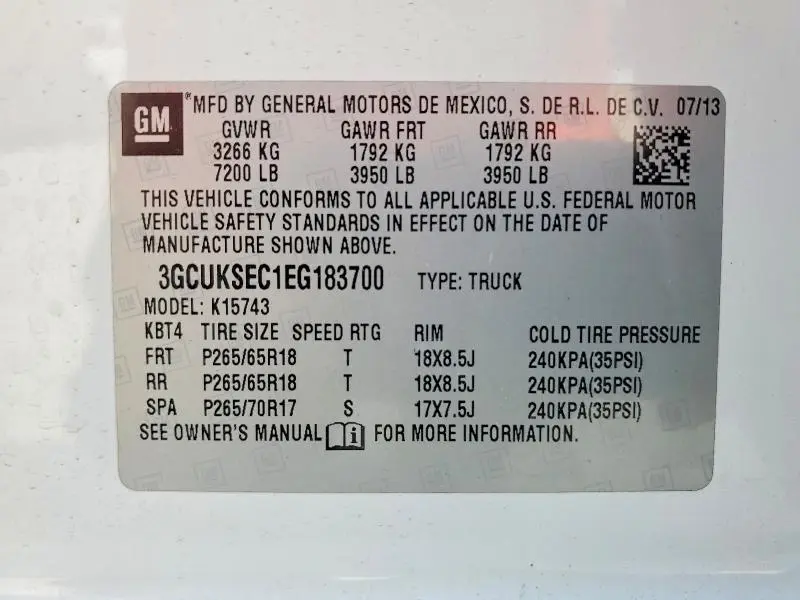 GM ® MFD BY GENERAL MOTORS DE MEXICO, S. DE R.L. DE C.V. 07/13
GVWR GAWR FRT GAWR RR
3266 KG 1792 KG 1792 KG
7200 LB 3950 LB 3950 LB
THIS VEHICLE CONFORMS TO ALL APPLICABLE U.S. FEDERAL MOTOR
VEHICLE SAFETY STANDARDS IN EFFECT ON THE DATE OF
MANUFACTURE SHOWN ABOVE.
3GCUKSEC1EG183700 TYPE: TRUCK
MODEL: K15743
KBT4 TIRE SIZE SPEED RTG RIM COLD TIRE PRESSURE
FRT P265/65R18 T 18X8.5J 240KPA(35PSI)
RR P265/65R18 T 18X8.5J 240KPA(35PSI)
SPA P265/70R17 S 17X7.5J 240KPA(35PSI)
SEE OWNER'S MANUAL i FOR MORE INFORMATION.